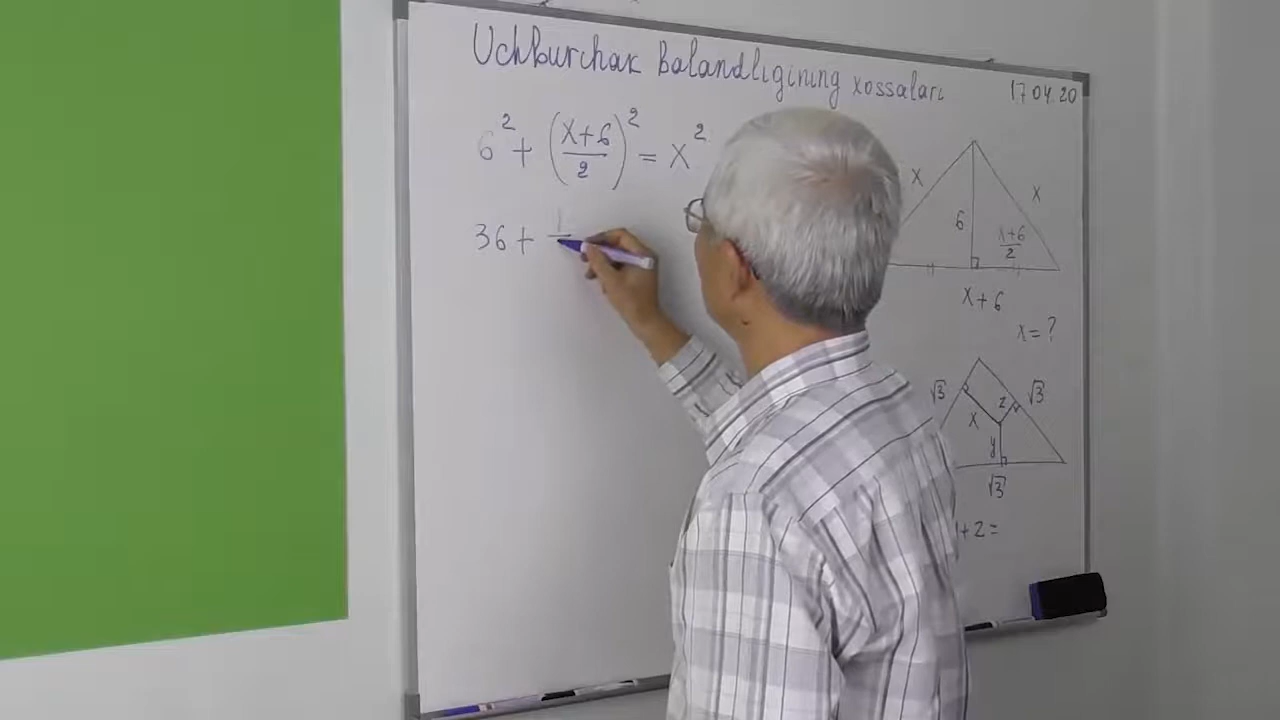 Uchburchak balandligining xossalari
17 04 20
6² + (x+6/2)² = x²
36 + 1
x
x
6
x+6/2
x + 6
x = ?
√3
√3
z
x
y
√3
+ z =